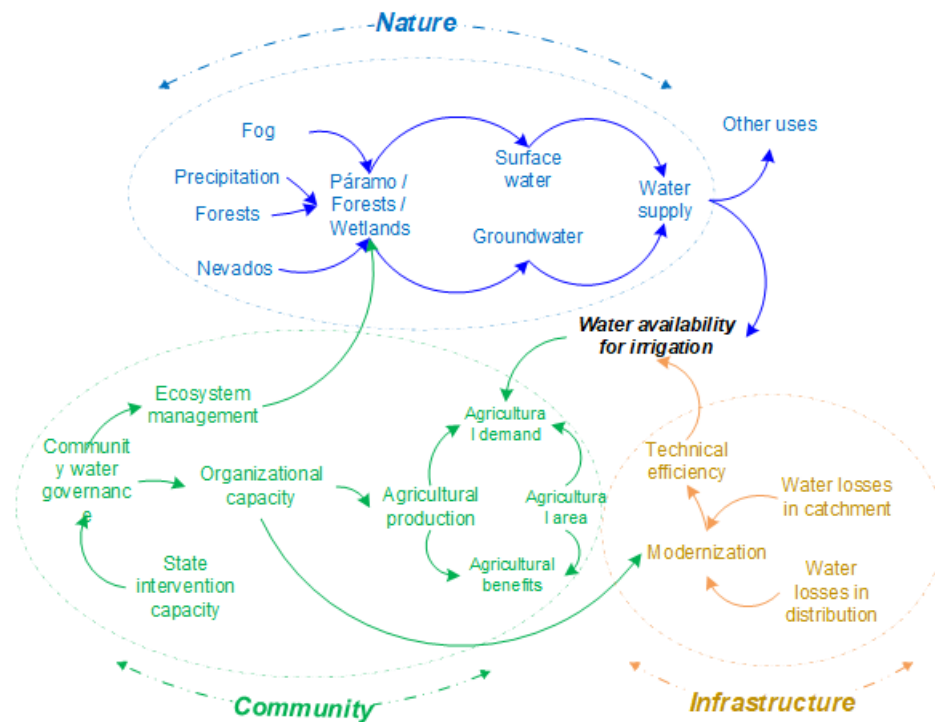 Nature
Fog
Precipitation
Forests
Nevados
Páramo /
Forests /
Wetlands
Surface
water
Groundwater
Water
supply
Other uses
Water availability
for irrigation
Ecosystem
management
Communit
y water
governanc
e
Organizational
capacity
State
intervention
capacity
Agricultural
production
Agricultura
l demand
Agricultura
l area
Agricultural
benefits
Technical
efficiency
Water losses
in catchment
Modernization
Water
losses in
distribution
Community
Infrastructure